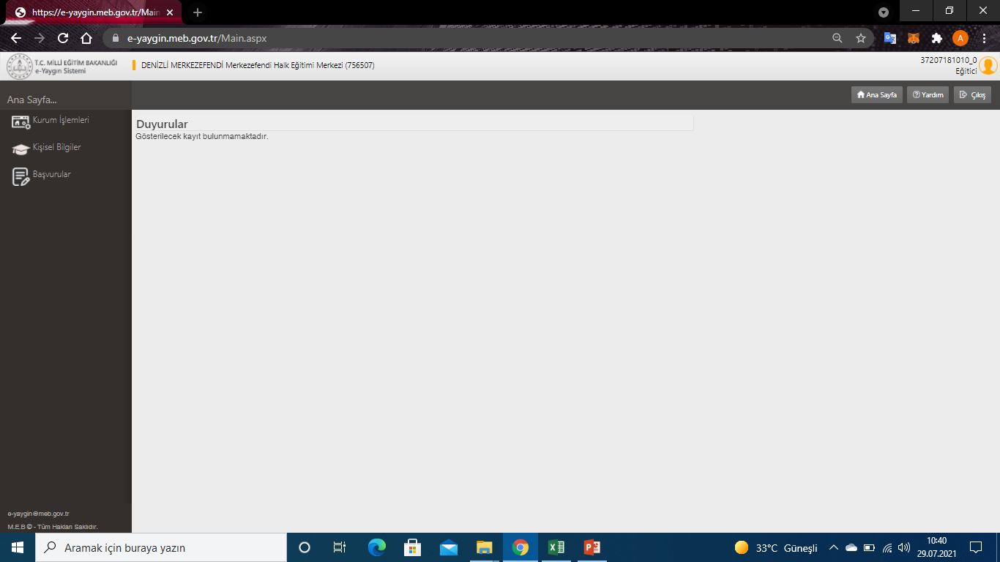 https://e-yaygin.meb.gov.tr/Main
e-yaygin.meb.gov.tr/Main.aspx
A
T.C. MİLLİ EĞİTİM BAKANLIĞI
e-Yaygın Sistemi
DENİZLİ MERKEZEFENDİ Merkezefendi Halk Eğitimi Merkezi (756507)
37207181010_0
Eğitici
Ana Sayfa...
Ana Sayfa
Yardım
Çıkış
Kurum İşlemleri
Kişisel Bilgiler
Başvurular
Duyurular
Gösterilecek kayıt bulunmamaktadır.
e-yaygin@meb.gov.tr
M.E.B © - Tüm Hakları Saklıdır.
Aramak için buraya yazın
33°C Güneşli
10:40
29.07.2021